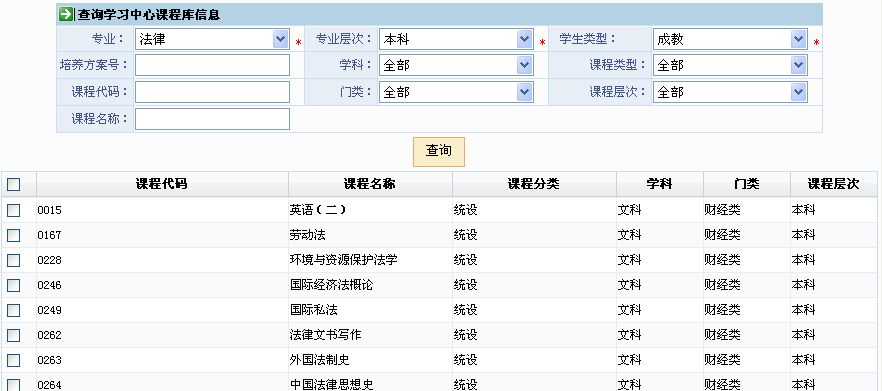 查询学习中心课程库信息
专业： 法律 * 专业层次： 本科 * 学生类型： 成教 *
培养方案号： 学科： 全部 课程类型： 全部
课程代码： 门类： 全部 课程层次： 全部
课程名称：
查询
课程代码 课程名称 课程分类 学科 门类 课程层次
0015 英语（二） 统设 文科 财经类 本科
0167 劳动法 统设 文科 财经类 本科
0228 环境与资源保护法学 统设 文科 财经类 本科
0246 国际经济法概论 统设 文科 财经类 本科
0249 国际私法 统设 文科 财经类 本科
0262 法律文书写作 统设 文科 财经类 本科
0263 外国法制史 统设 文科 财经类 本科
0264 中国法律思想史 统设 文科 财经类 本科